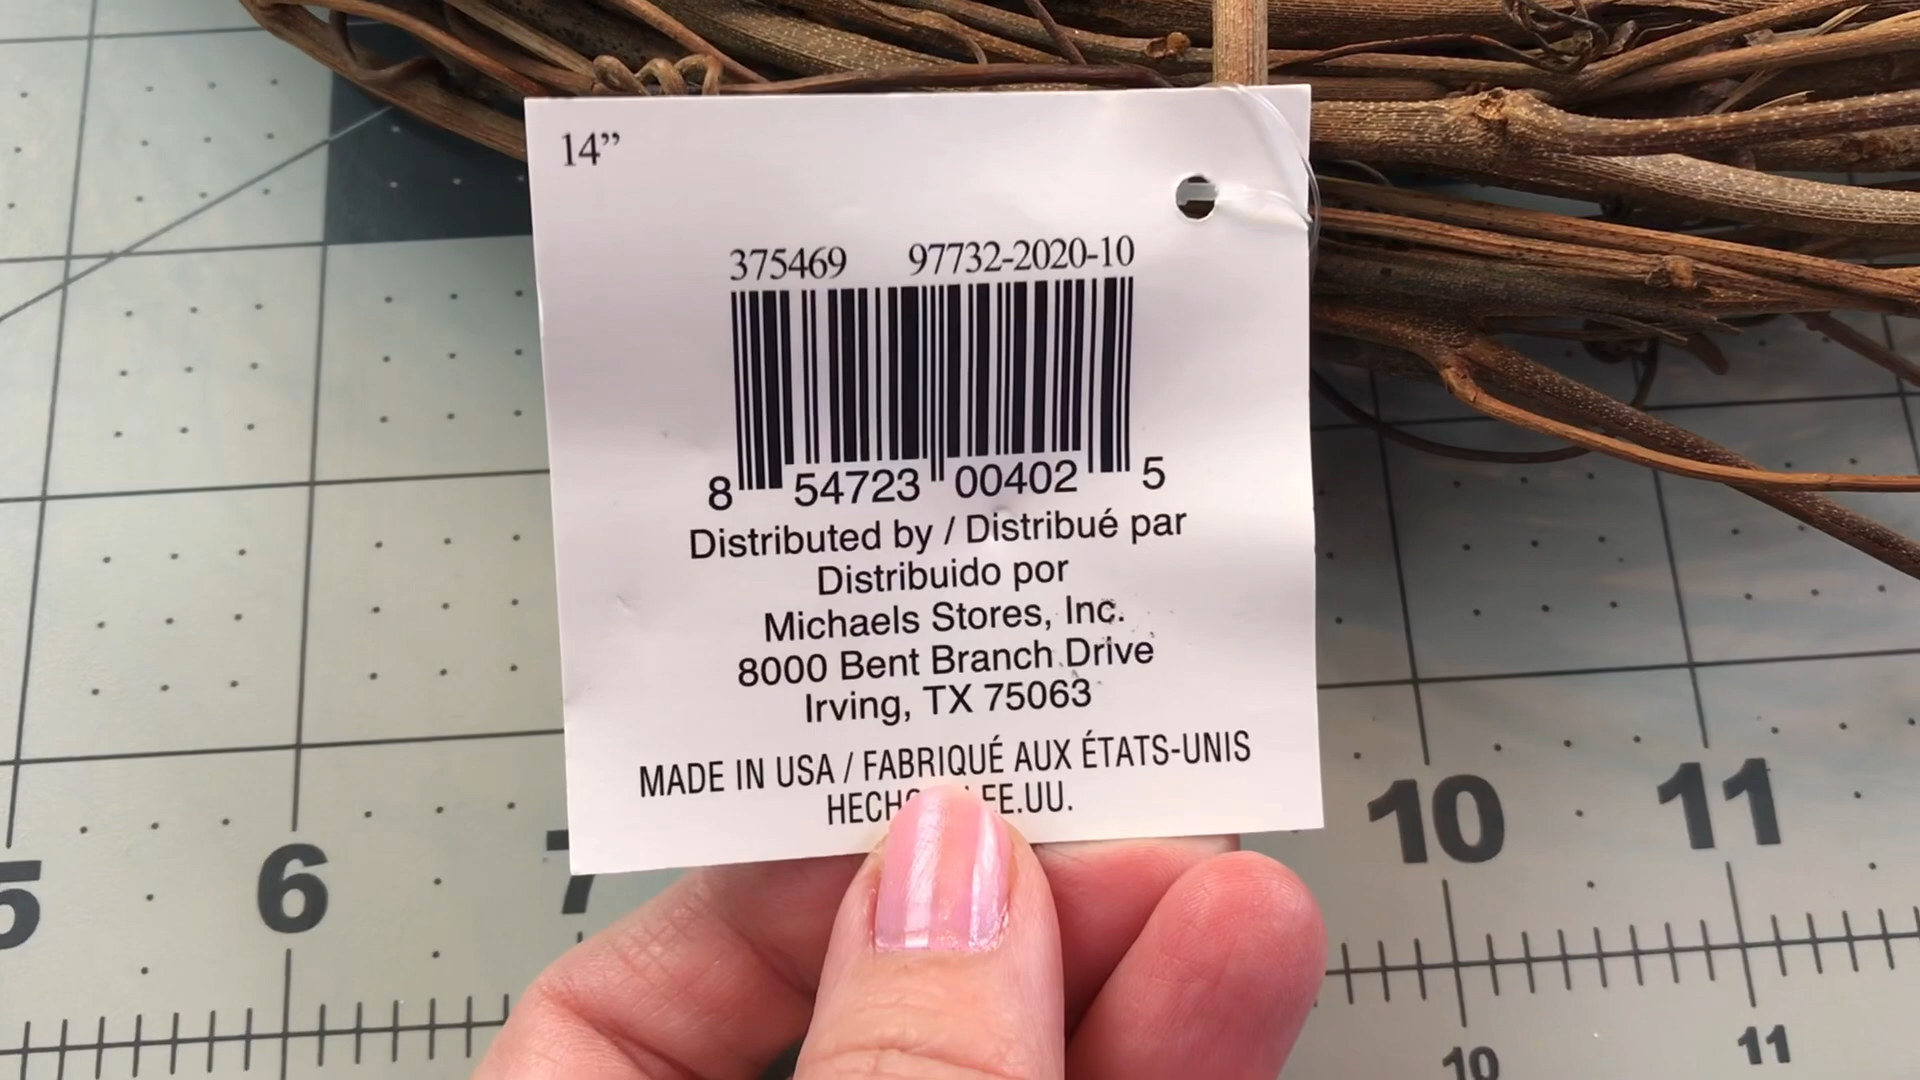 14”
375469 97732-2020-10
8 54723 00402 5
Distributed by / Distribué par
Distribuido por
Michaels Stores, Inc.
8000 Bent Branch Drive
Irving, TX 75063
MADE IN USA / FABRIQUÉ AUX ÉTATS-UNIS
EE.UU.
5 6 7 10 11
10 11